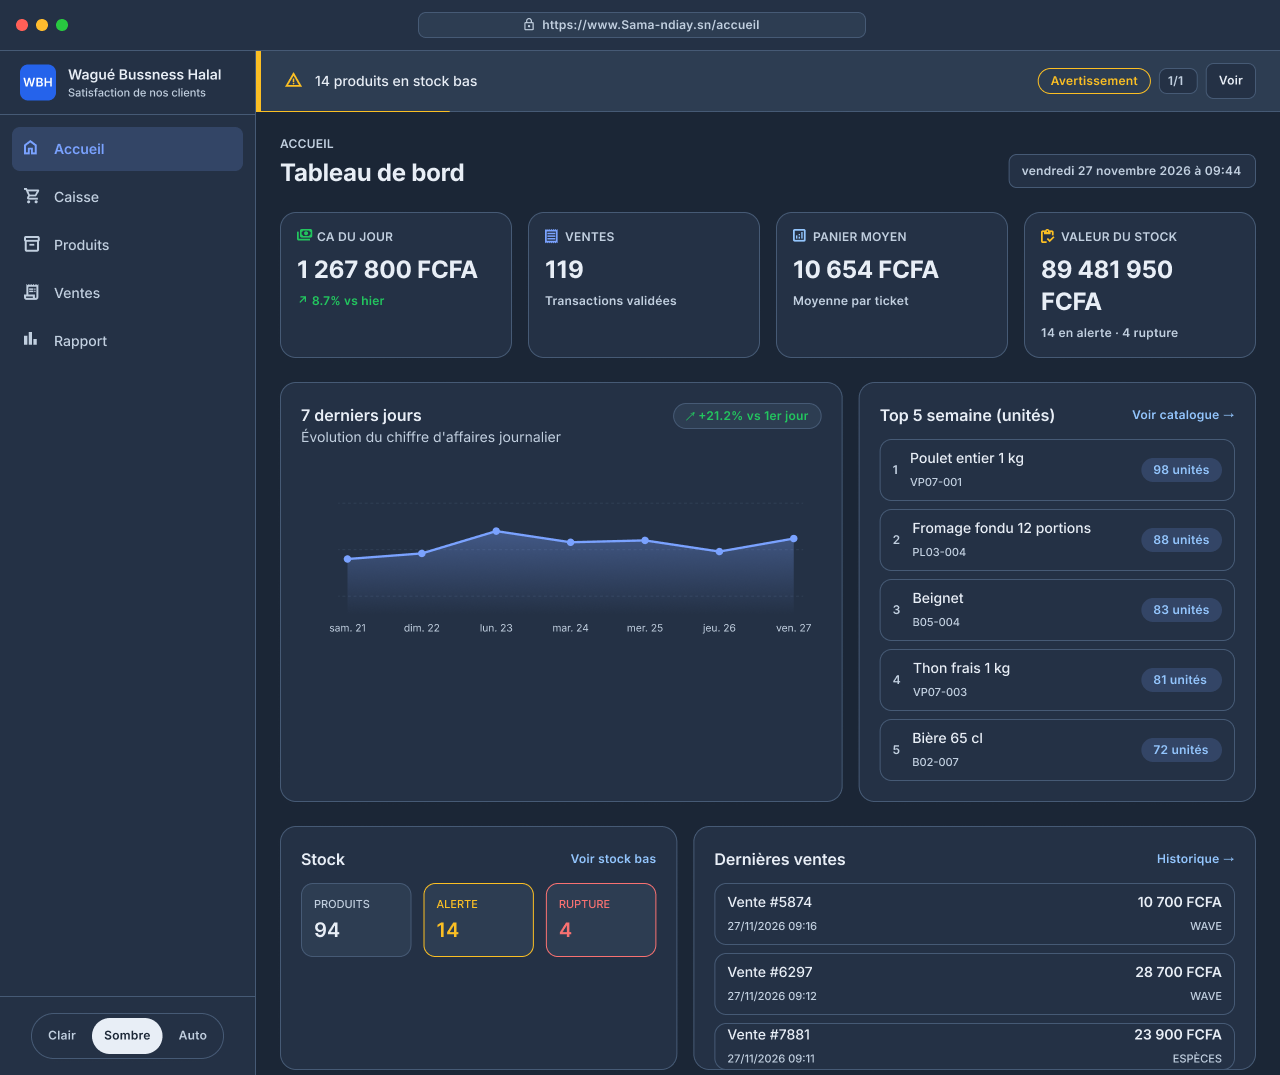 https://www.Sama-ndiay.sn/accueil
WBH
Wagué Bussness Halal
Satisfaction de nos clients
Accueil
Caisse
Produits
Ventes
Rapport
Clair
Sombre
Auto
14 produits en stock bas
Avertissement
1/1
Voir
ACCUEIL
Tableau de bord
vendredi 27 novembre 2026 à 09:44
CA DU JOUR
1 267 800 FCFA
↗ 8.7% vs hier
VENTES
119
Transactions validées
PANIER MOYEN
10 654 FCFA
Moyenne par ticket
VALEUR DU STOCK
89 481 950
FCFA
14 en alerte · 4 rupture
7 derniers jours
Évolution du chiffre d'affaires journalier
↗ +21.2% vs 1er jour
sam. 21
dim. 22
lun. 23
mar. 24
mer. 25
jeu. 26
ven. 27
Top 5 semaine (unités)
Voir catalogue →
1
Poulet entier 1 kg
VP07-001
98 unités
2
Fromage fondu 12 portions
PL03-004
88 unités
3
Beignet
B05-004
83 unités
4
Thon frais 1 kg
VP07-003
81 unités
5
Bière 65 cl
B02-007
72 unités
Stock
Voir stock bas
PRODUITS
94
ALERTE
14
RUPTURE
4
Dernières ventes
Historique →
Vente #5874
10 700 FCFA
27/11/2026 09:16
WAVE
Vente #6297
28 700 FCFA
27/11/2026 09:12
WAVE
Vente #7881
23 900 FCFA
27/11/2026 09:11
ESPÈCES